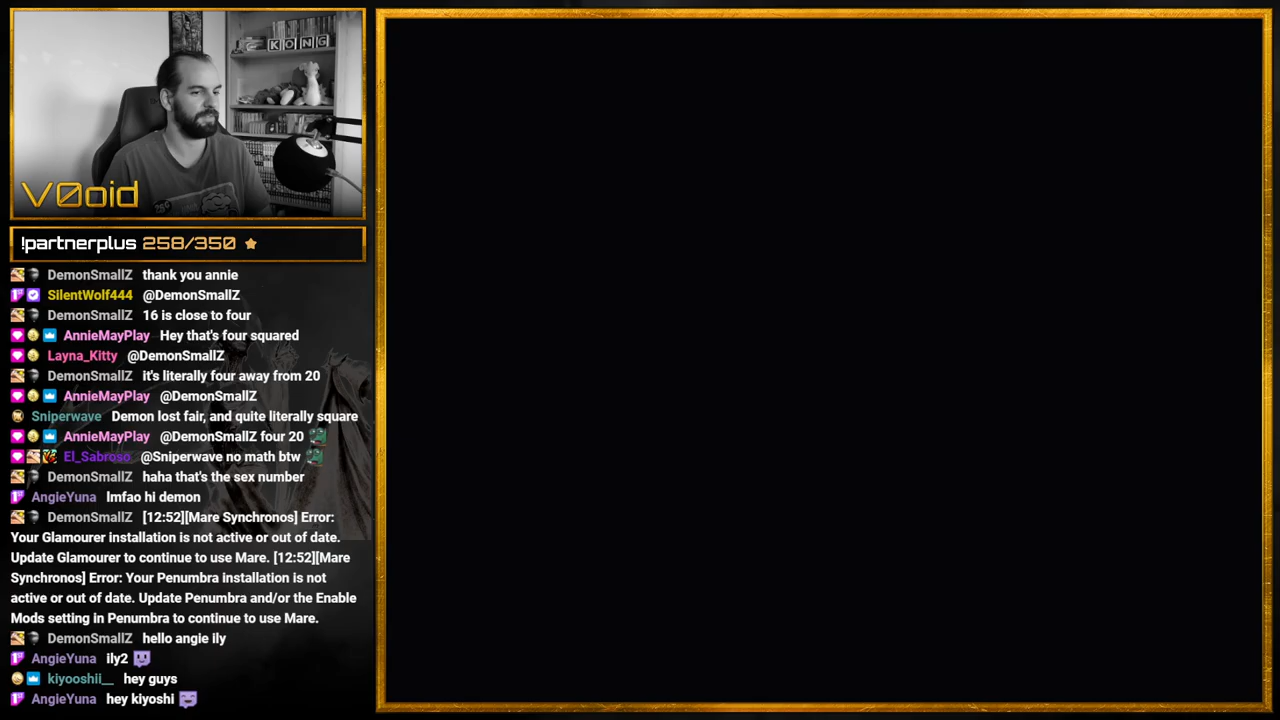 KONG
V0oid
!partnerplus 258/350
DemonSmallZ thank you annie
SilentWolf444 @DemonSmallZ
DemonSmallZ 16 is close to four
AnnieMayPlay Hey that's four squared
Layna_Kitty @DemonSmallZ
DemonSmallZ it's literally four away from 20
AnnieMayPlay @DemonSmallZ
Sniperwave Demon lost fair, and quite literally square
AnnieMayPlay @DemonSmallZ four 20
El_Sabroso @Sniperwave no math btw
DemonSmallZ haha that's the sex number
AngieYuna lmfao hi demon
DemonSmallZ [12:52][Mare Synchronos] Error:
Your Glamourer installation is not active or out of date.
Update Glamourer to continue to use Mare. [12:52][Mare
Synchronos] Error: Your Penumbra installation is not
active or out of date. Update Penumbra and/or the Enable
Mods setting in Penumbra to continue to use Mare.
DemonSmallZ hello angie ily
AngieYuna ily2
kiyooshii__ hey guys
AngieYuna hey kiyoshi